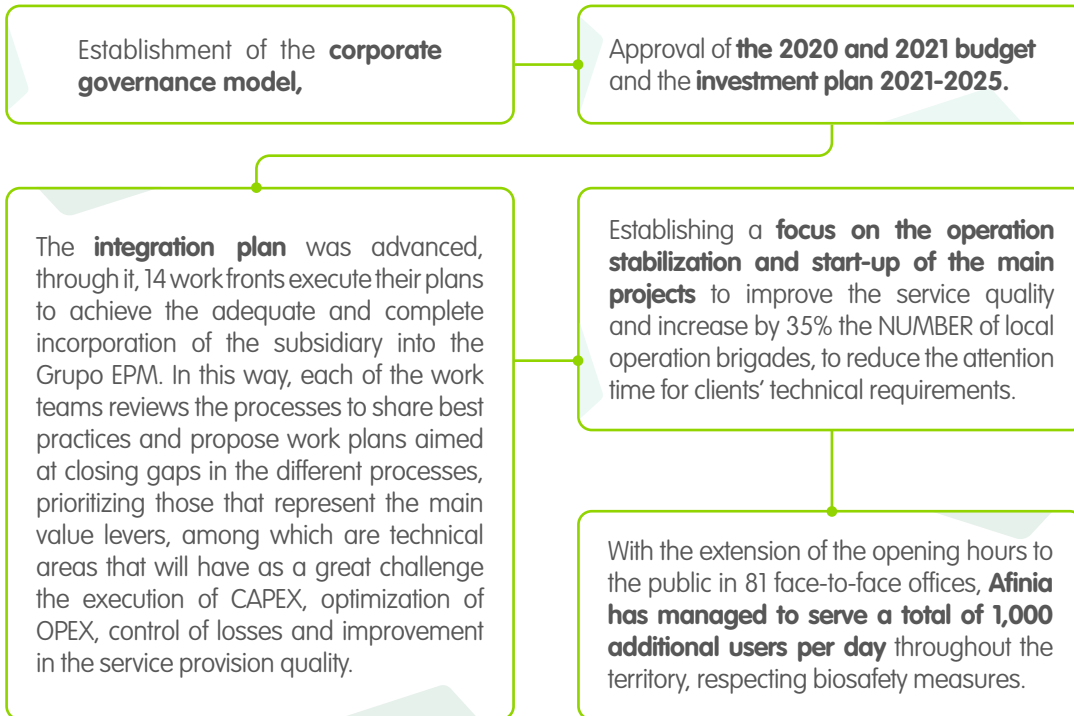 Establishment of the corporate
governance model,
Approval of the 2020 and 2021 budget
and the investment plan 2021-2025.
The integration plan was advanced,
through it, 14 work fronts execute their plans
to achieve the adequate and complete
incorporation of the subsidiary into the
Grupo EPM. In this way, each of the work
teams reviews the processes to share best
practices and propose work plans aimed
at closing gaps in the different processes,
prioritizing those that represent the main
value levers, among which are technical
areas that will have as a great challenge
the execution of CAPEX, optimization of
OPEX, control of losses and improvement
in the service provision quality.
Establishing a focus on the operation
stabilization and start-up of the main
projects to improve the service quality
and increase by 35% the NUMBER of local
operation brigades, to reduce the attention
time for clients' technical requirements.
With the extension of the opening hours to
the public in 81 face-to-face offices, Afinia
has managed to serve a total of 1,000
additional users per day throughout the
territory, respecting biosafety measures.